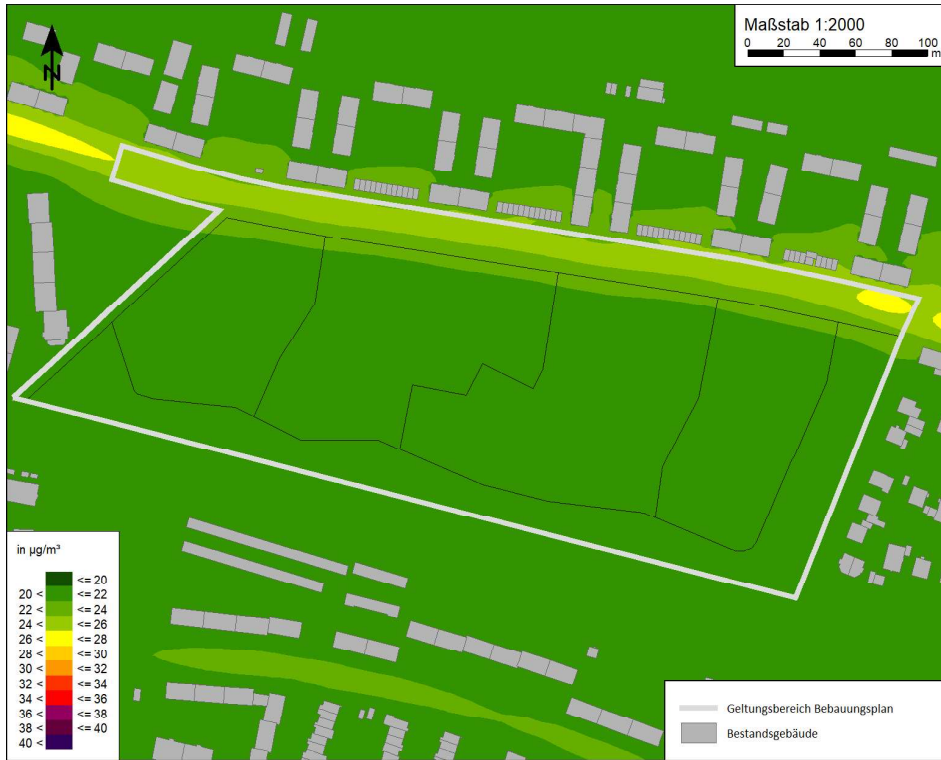 Maßstab 1:2000
0 20 40 60 80 100
m
N
in µg/m³
<= 20
20 < <= 22
22 < <= 24
24 < <= 26
26 < <= 28
28 < <= 30
30 < <= 32
32 < <= 34
34 < <= 36
36 < <= 38
38 < <= 40
40 <
Geltungsbereich Bebauungsplan
Bestandsgebäude